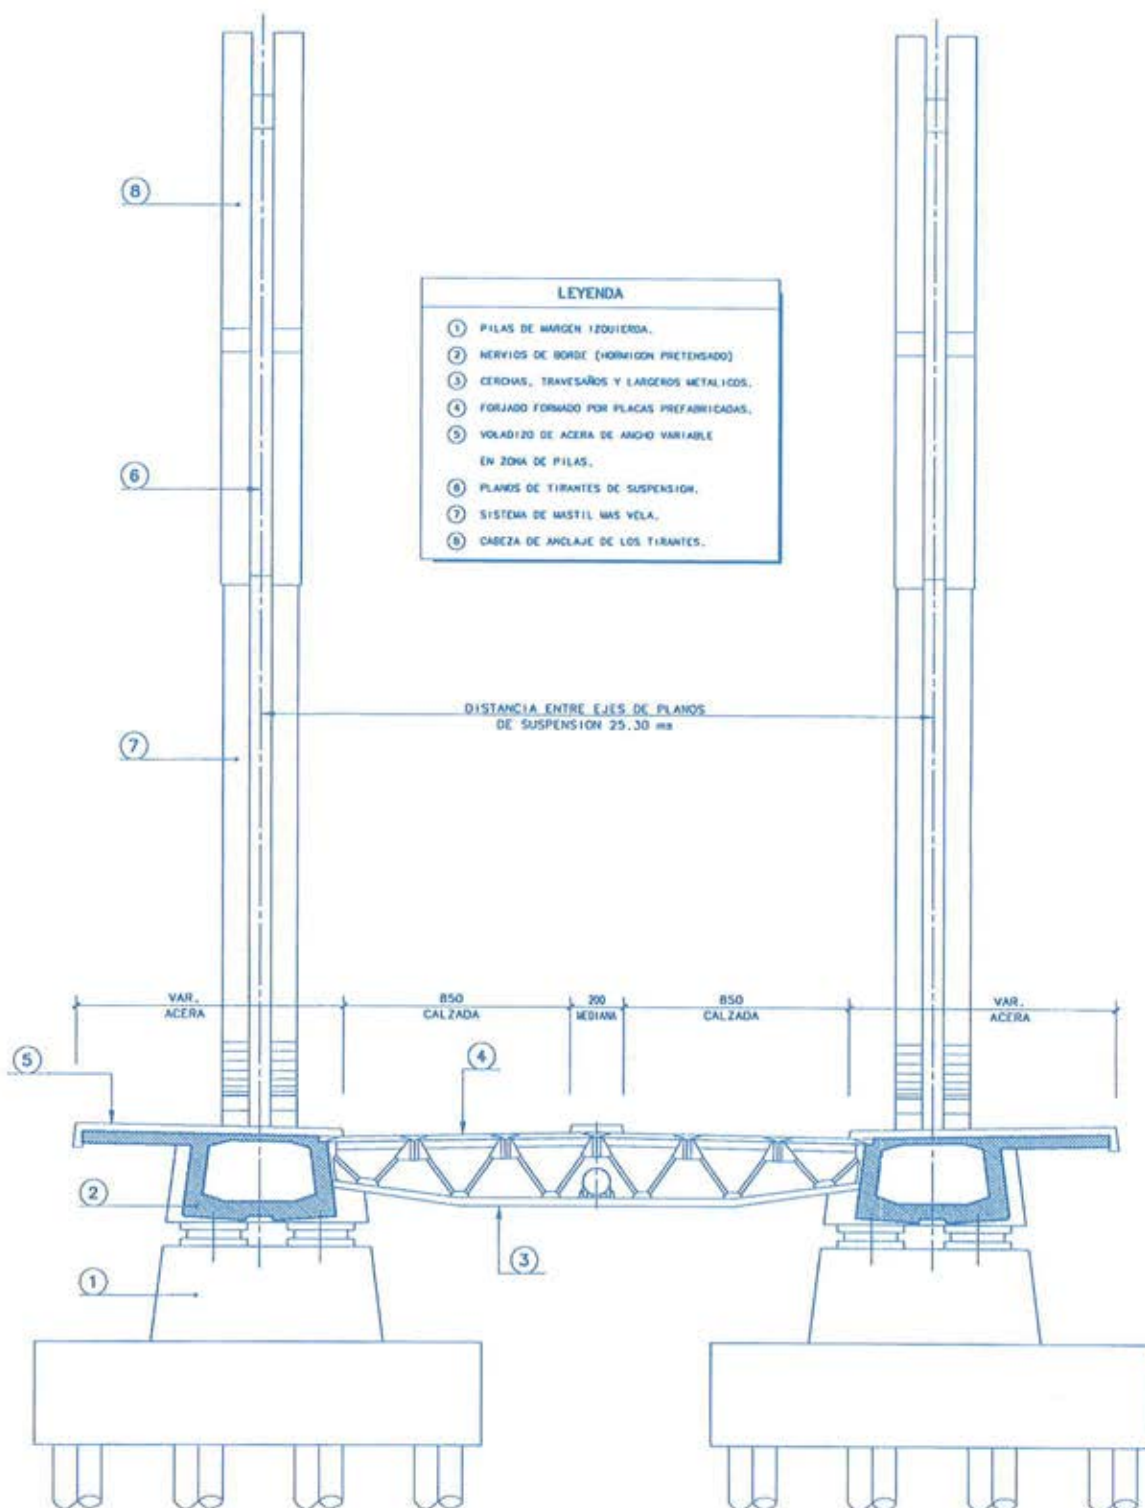 8
LEYENDA
1 PILAS DE MARGEN IZQUIERDA.
2 NERVIOS DE BORDE (HORMIGON PRETENSADO)
3 CERCHAS, TRAVESAÑOS Y LARGEROS METALICOS.
4 FORJADO FORMADO POR PLACAS PREFABRICADAS.
5 VOLADIZO DE ACERA DE ANCHO VARIABLE
EN ZONA DE PILAS.
6 PLANOS DE TIRANTES DE SUSPENSION.
7 SISTEMA DE MASTIL MAS VELA.
8 CABEZA DE ANCLAJE DE LOS TIRANTES.
6
DISTANCIA ENTRE EJES DE PLANOS
DE SUSPENSION 25.30 ms
7
VAR. ACERA
850 CALZADA
200 MEDIANA
850 CALZADA
VAR. ACERA
5
4
2
3
1